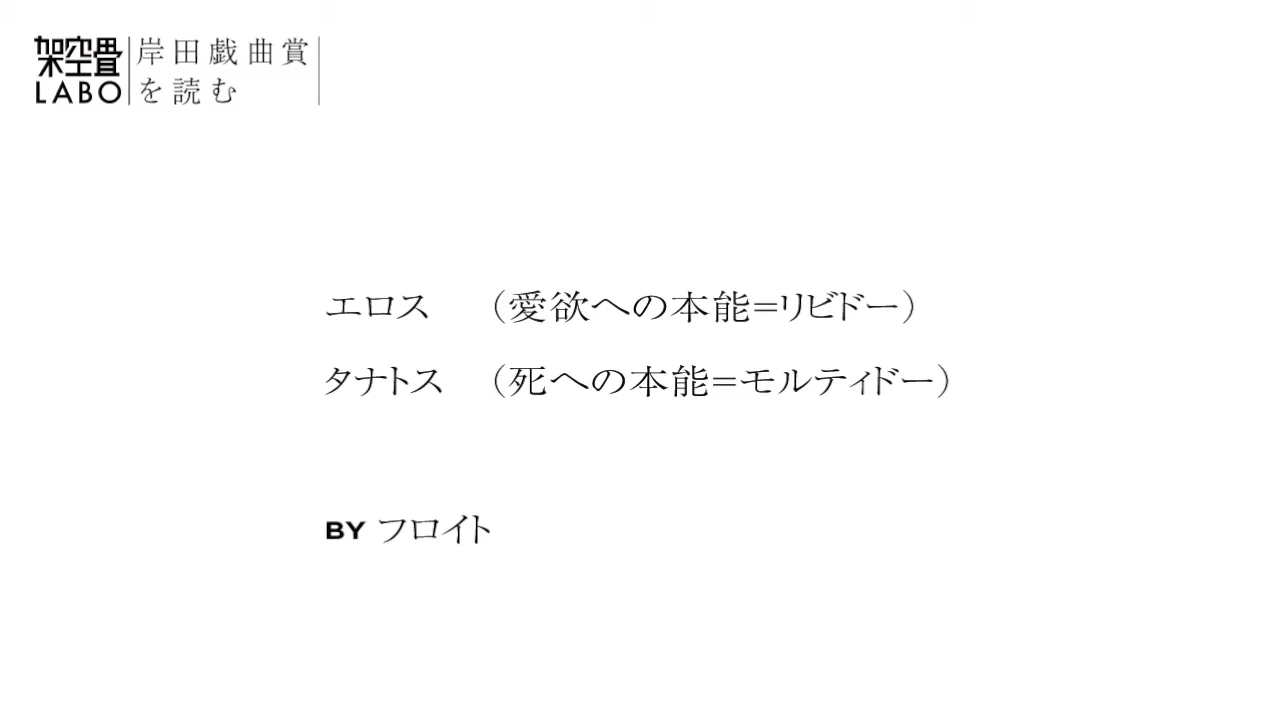 架空畳
LABO
岸田戯曲賞
を読む
エロス （愛欲への本能=リビドー）
タナトス （死への本能=モルティドー）
BY フロイト